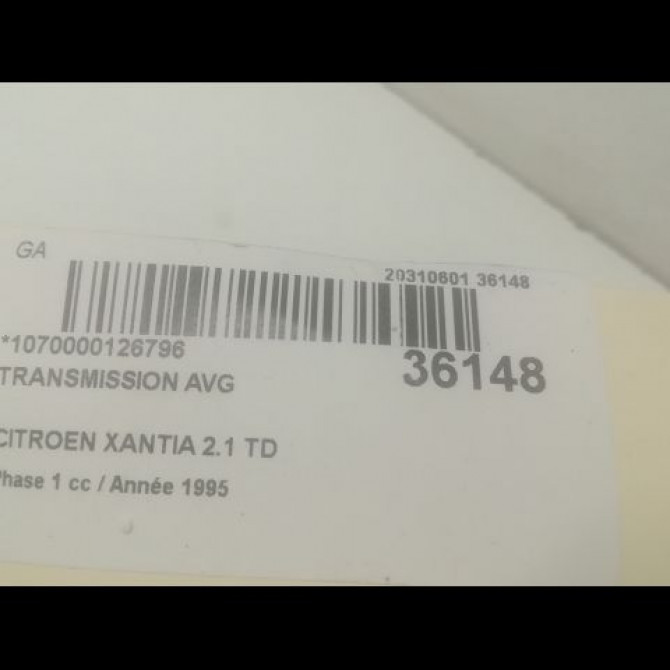 GA
20310601 36148
*1070000126796
36148
TRANSMISSION AVG
CITROEN XANTIA 2.1 TD
Phase 1 cc / Année 1995